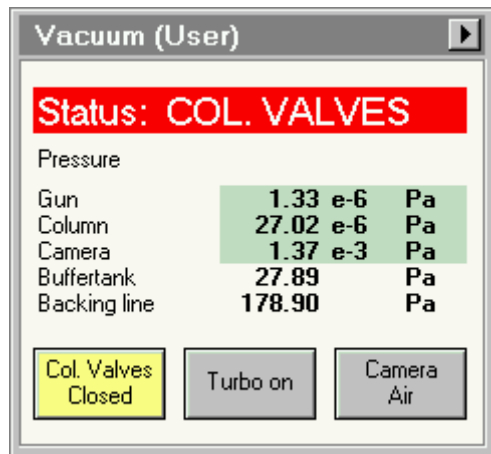 Vacuum (User)
Status: COL. VALVES
Pressure
Gun 1.33 e-6 Pa
Column 27.02 e-6 Pa
Camera 1.37 e-3 Pa
Buffertank 27.89 Pa
Backing line 178.90 Pa
Col. Valves
Closed
Turbo on
Camera
Air